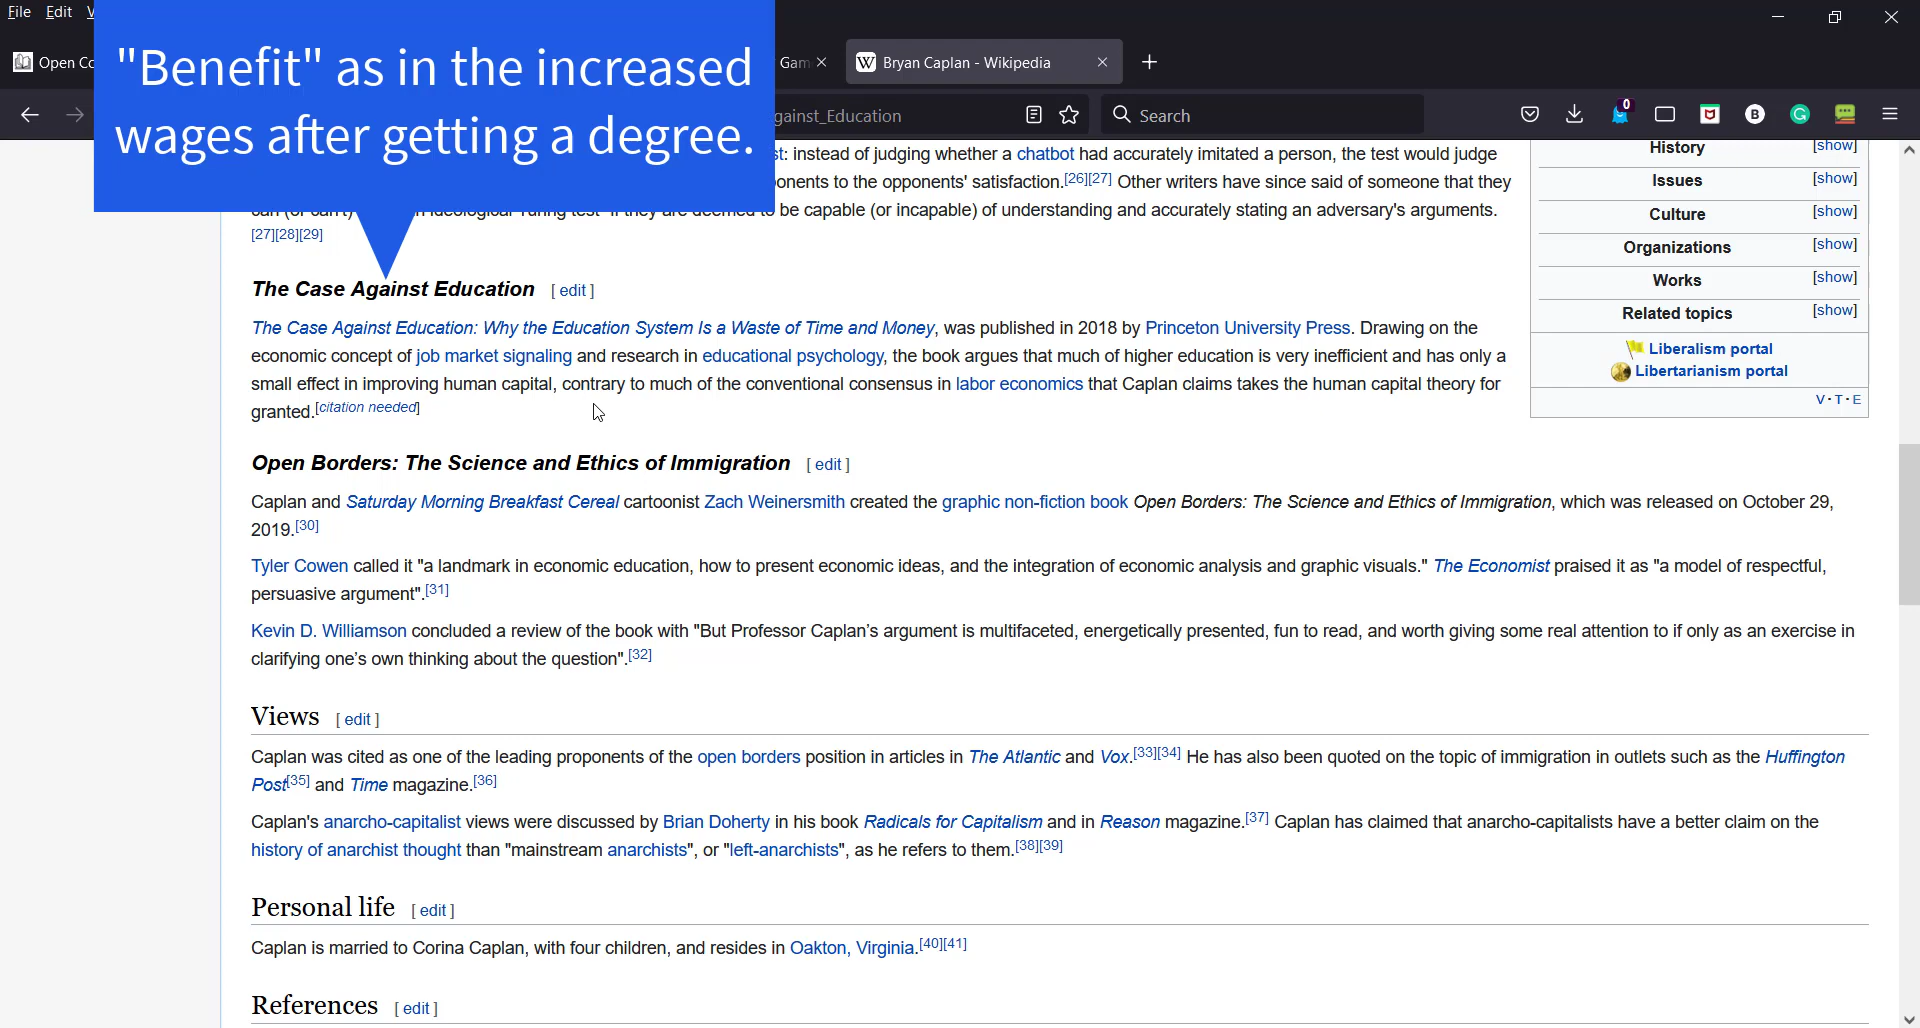 File Edit
"Benefit" as in the increased
wages after getting a degree.
Open Co
Gam
Bryan Caplan - Wikipedia
gainst_Education
Search
0
B
: instead of judging whether a chatbot had accurately imitated a person, the test would judge
onents to the opponents' satisfaction.[26][27] Other writers have since said of someone that they
be capable (or incapable) of understanding and accurately stating an adversary's arguments.
[27][28][29]
History [show]
Issues [show]
Culture [show]
Organizations [show]
Works [show]
Related topics [show]
Liberalism portal
Libertarianism portal
V · T · E
The Case Against Education [ edit ]
The Case Against Education: Why the Education System Is a Waste of Time and Money, was published in 2018 by Princeton University Press. Drawing on the
economic concept of job market signaling and research in educational psychology, the book argues that much of higher education is very inefficient and has only a
small effect in improving human capital, contrary to much of the conventional consensus in labor economics that Caplan claims takes the human capital theory for
granted.[citation needed]
Open Borders: The Science and Ethics of Immigration [ edit ]
Caplan and Saturday Morning Breakfast Cereal cartoonist Zach Weinersmith created the graphic non-fiction book Open Borders: The Science and Ethics of Immigration, which was released on October 29,
2019.[30]
Tyler Cowen called it "a landmark in economic education, how to present economic ideas, and the integration of economic analysis and graphic visuals." The Economist praised it as "a model of respectful,
persuasive argument".[31]
Kevin D. Williamson concluded a review of the book with "But Professor Caplan's argument is multifaceted, energetically presented, fun to read, and worth giving some real attention to if only as an exercise in
clarifying one's own thinking about the question".[32]
Views [ edit ]
Caplan was cited as one of the leading proponents of the open borders position in articles in The Atlantic and Vox.[33][34] He has also been quoted on the topic of immigration in outlets such as the Huffington
Post[35] and Time magazine.[36]
Caplan's anarcho-capitalist views were discussed by Brian Doherty in his book Radicals for Capitalism and in Reason magazine.[37] Caplan has claimed that anarcho-capitalists have a better claim on the
history of anarchist thought than "mainstream anarchists", or "left-anarchists", as he refers to them.[38][39]
Personal life [ edit ]
Caplan is married to Corina Caplan, with four children, and resides in Oakton, Virginia.[40][41]
References [ edit ]